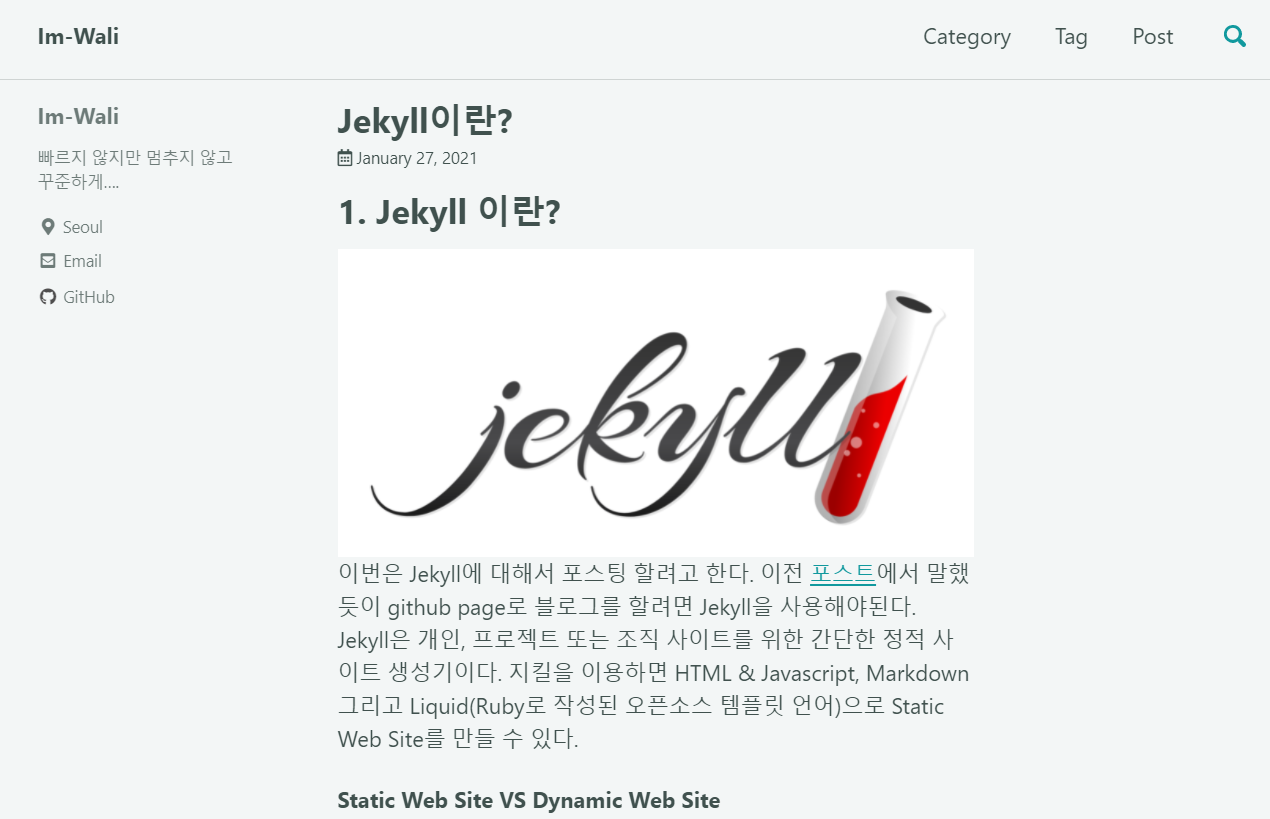 Im-Wali
Category
Tag
Post
Im-Wali
빠르지 않지만 멈추지 않고
꾸준하게....
Seoul
Email
GitHub
Jekyll이란?
January 27, 2021
1. Jekyll 이란?
jekyll
이번은 Jekyll에 대해서 포스팅 할려고 한다. 이전 포스트에서 말했
듯이 github page로 블로그를 할려면 Jekyll을 사용해야된다.
Jekyll은 개인, 프로젝트 또는 조직 사이트를 위한 간단한 정적 사
이트 생성기이다. 지킬을 이용하면 HTML & Javascript, Markdown
그리고 Liquid(Ruby로 작성된 오픈소스 템플릿 언어)으로 Static
Web Site를 만들 수 있다.
Static Web Site VS Dynamic Web Site